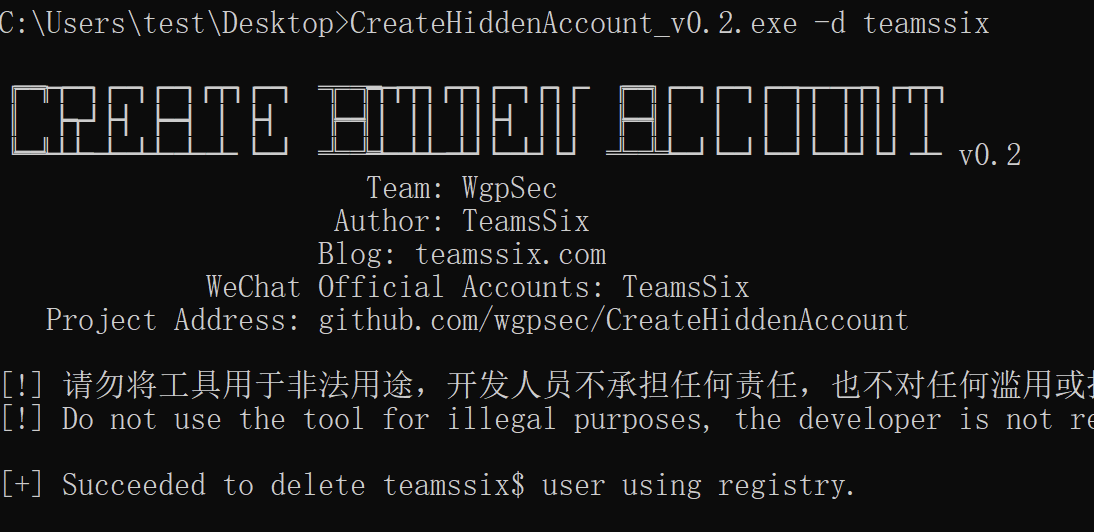 C:\Users\test\Desktop>CreateHiddenAccount_v0.2.exe -d teamssix
CREATE HIDDEN ACCOUNT v0.2
Team: WgpSec
Author: TeamsSix
Blog: teamssix.com
WeChat Official Accounts: TeamsSix
Project Address: github.com/wgpsec/CreateHiddenAccount
[!] 请勿将工具用于非法用途，开发人员不承担任何责任，也不对任何滥用或
[!] Do not use the tool for illegal purposes, the developer is not
[+] Succeeded to delete teamssix$ user using registry.